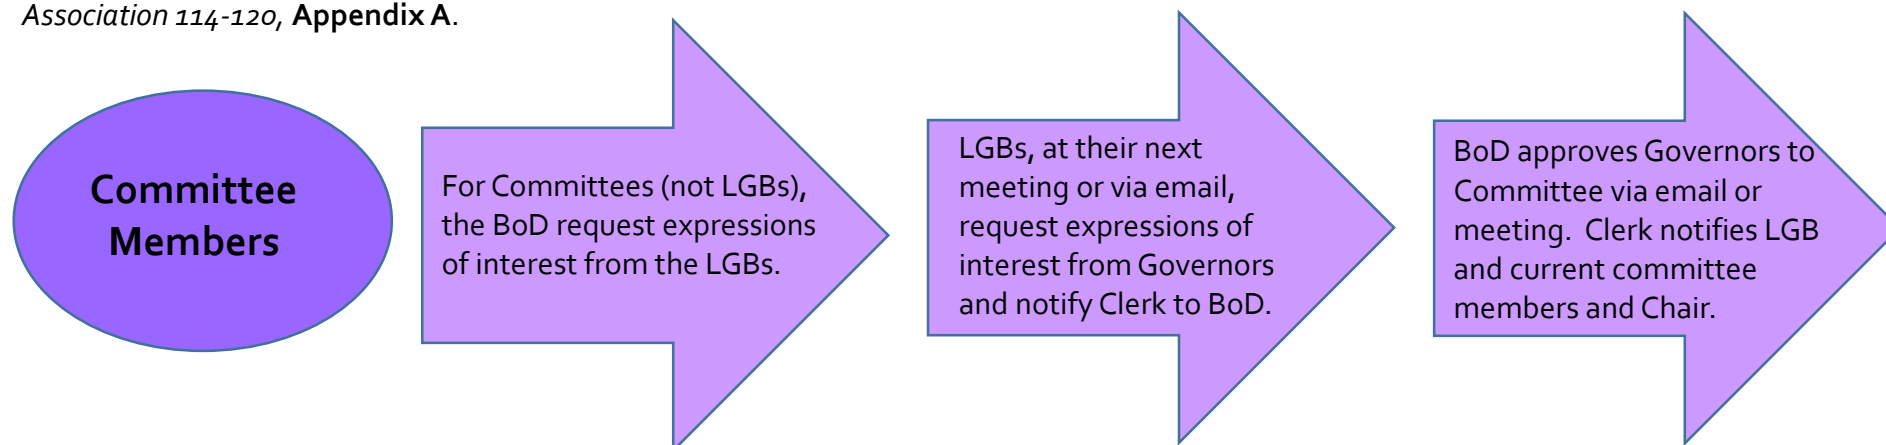 Association 114-120, Appendix A.
Committee
Members
For Committees (not LGBs),
the BoD request expressions
of interest from the LGBs.
LGBs, at their next
meeting or via email,
request expressions of
interest from Governors
and notify Clerk to BoD.
BoD approves Governors to
Committee via email or
meeting.  Clerk notifies LGB
and current committee
members and Chair.